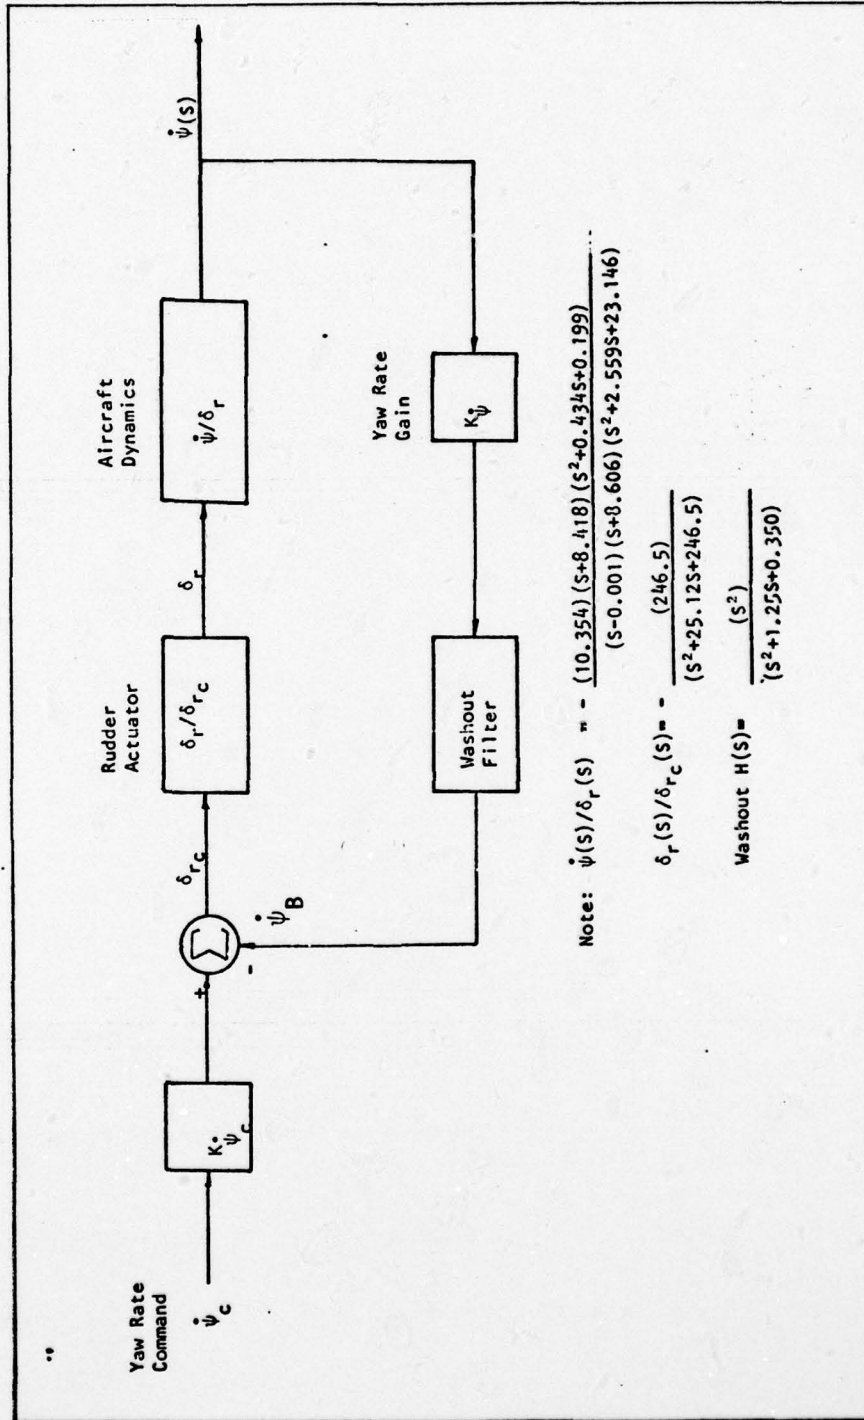 Yaw Rate
Command
ψ̇c
Kψ̇c
+
-
Σ
ψ̇B
δrc
Rudder
Actuator
δr/δrc
δr
Aircraft
Dynamics
ψ̇/δr
ψ̇(S)
Yaw Rate
Gain
Kψ̇
Washout
Filter
Note: ψ̇(S)/δr(S) = - (10.354)(S+8.418)(S²+0.434S+0.199)
(S-0.001)(S+8.606)(S²+2.559S+23.146)
δr(S)/δrc(S)= - (246.5)
(S²+25.12S+246.5)
Washout H(S)= (S²)
(S²+1.25S+0.350)